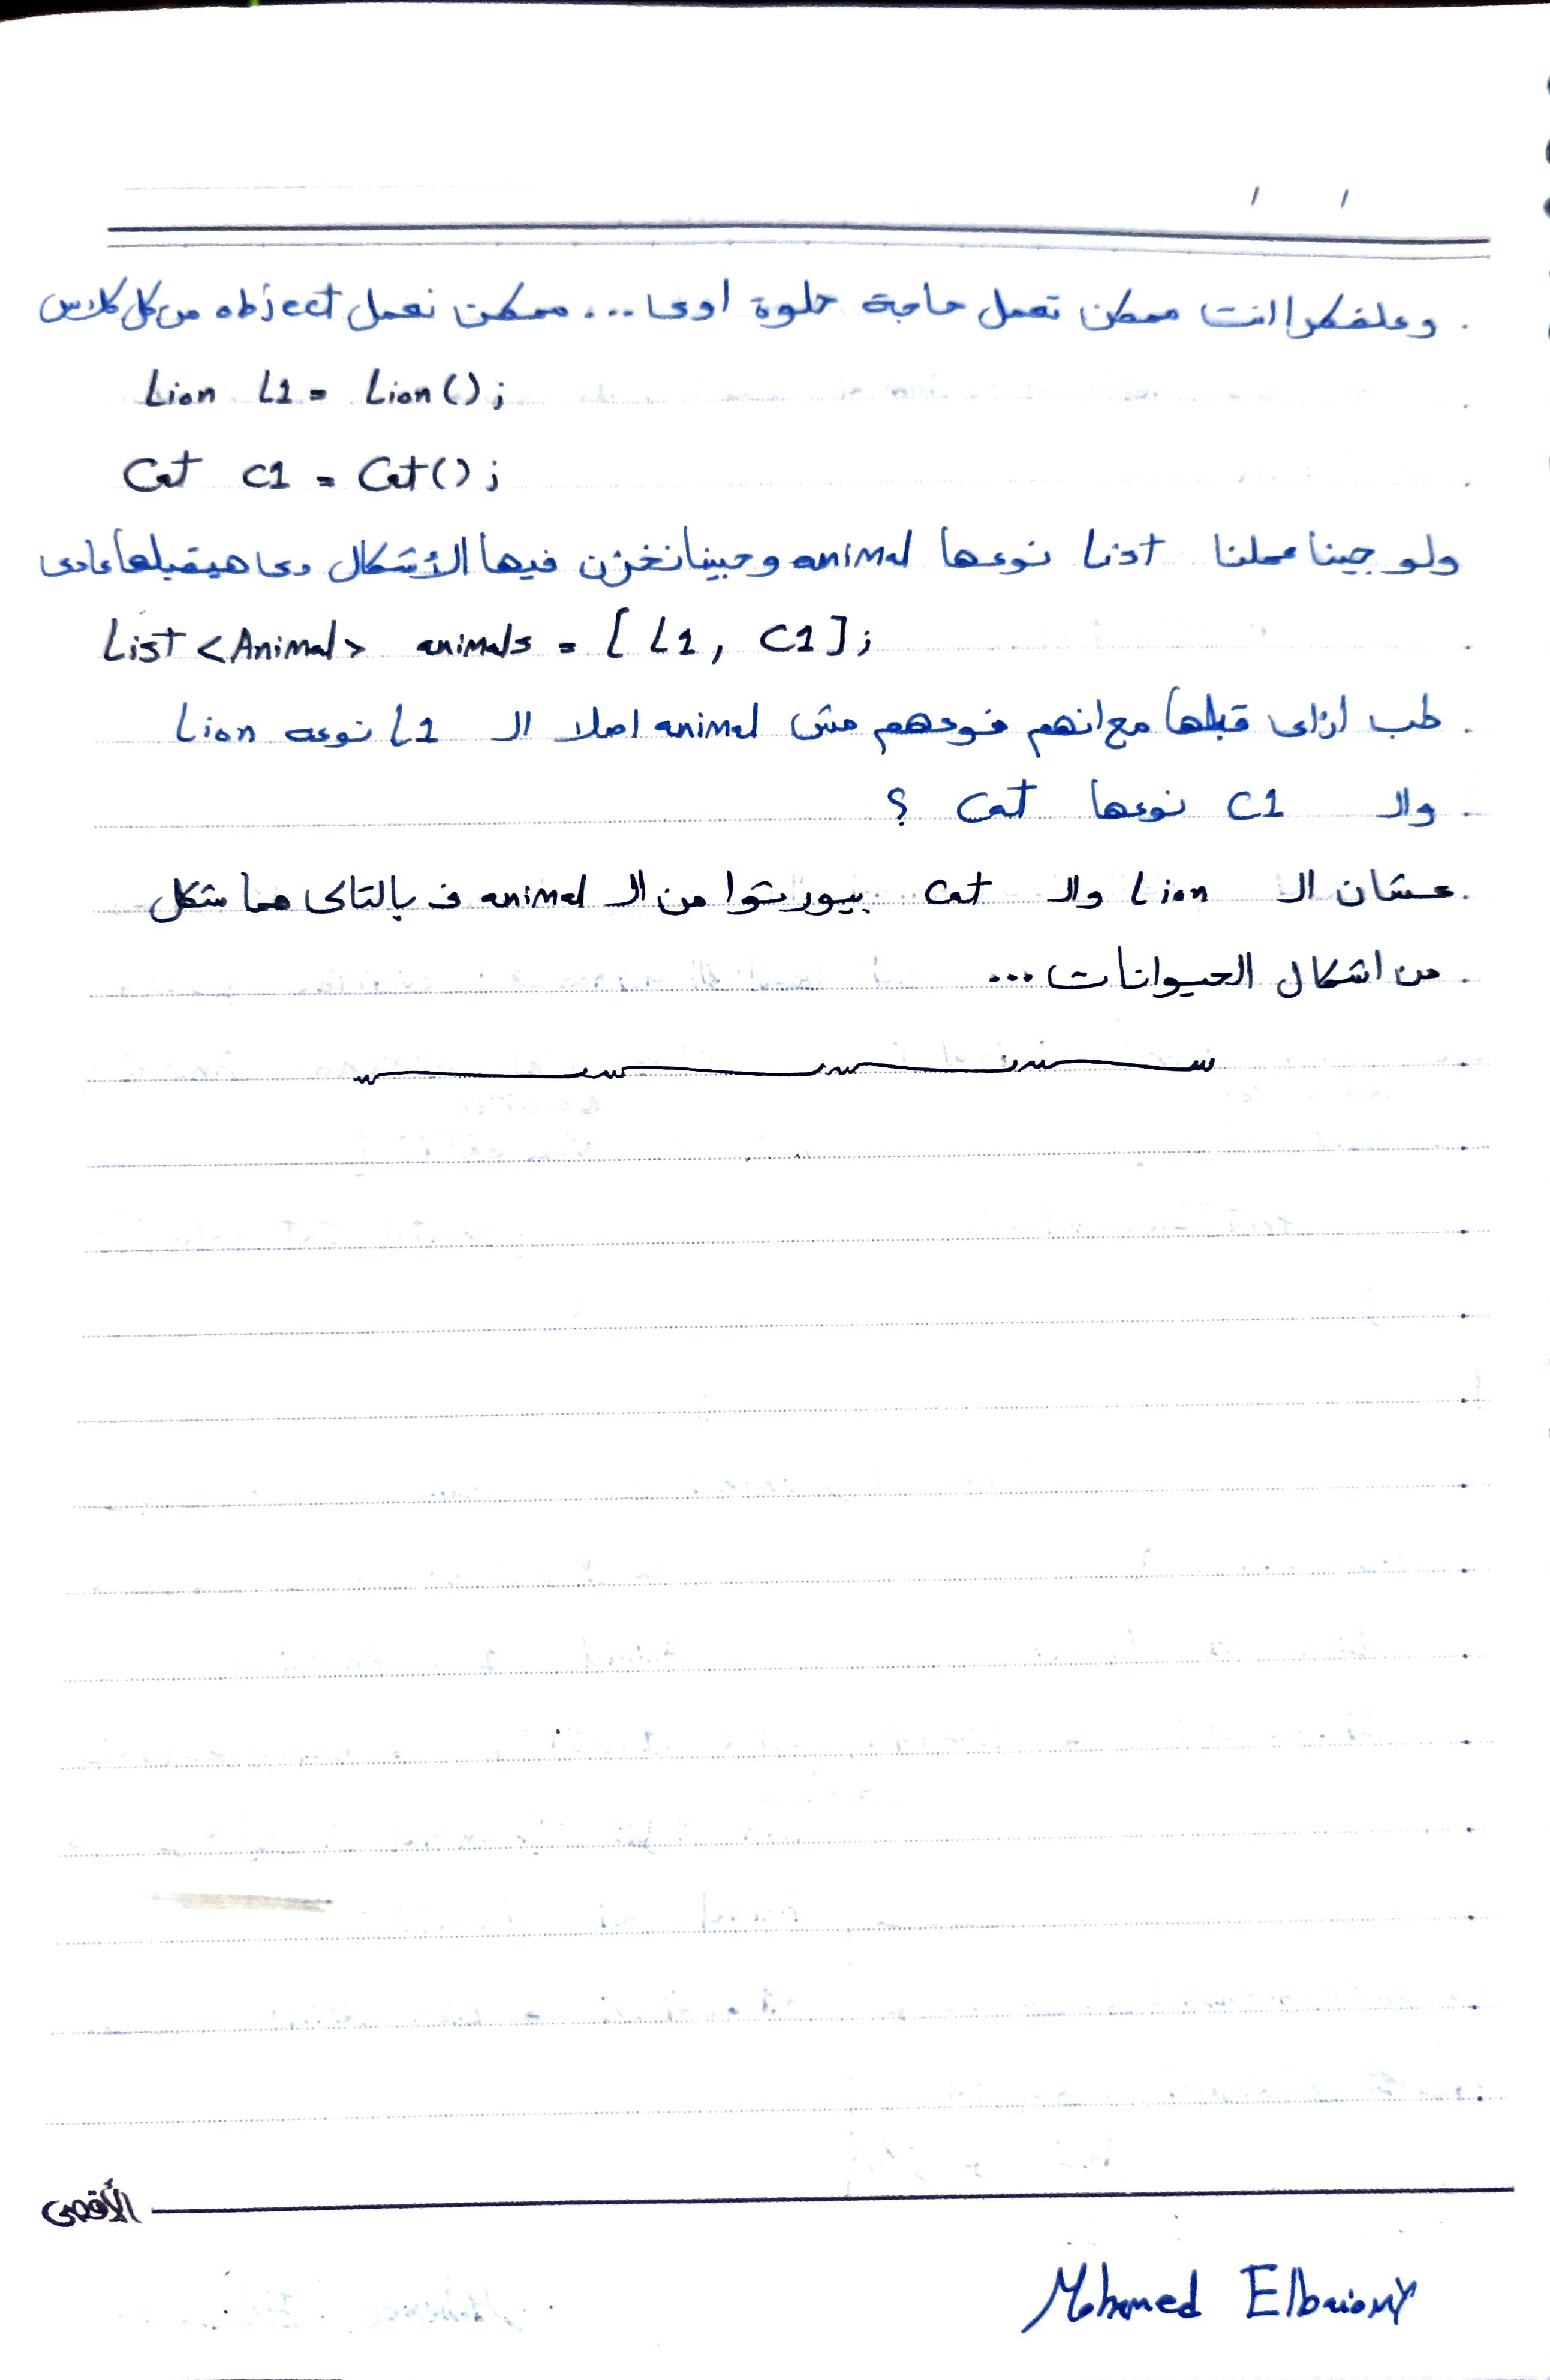 وعلفكرا انت ممكن تعمل حاجة حلوة اوى... ممكن نعمل object من كل كلاس
Lion L1 = Lion();
Cat C1 = Cat();
ولو جينا عملنا List نوعها animal وجينا نخزن فيها الأشكال دى هيقبلها عادى
List <Animal> animals = [L1, C1];
طب ازاى قبلها مع انهم نوعهم مش animal اصلا ال L1 نوعه Lion
وال C1 نوعها Cat ؟
عشان ال Lion وال Cat بيورثوا من ال animal ف بالتالى هما شكل
من اشكال الحيوانات ...
الأقصى
Mohamed Elbaiomy